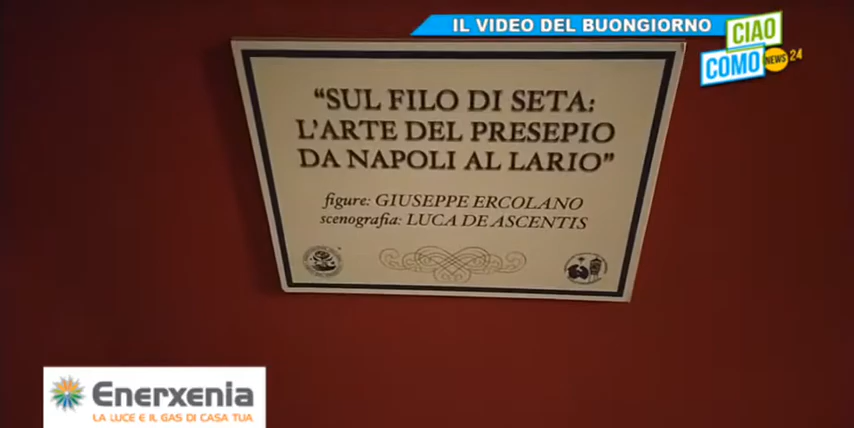 IL VIDEO DEL BUONGIORNO
CIAO
COMO NEWS 24
“SUL FILO DI SETA:
L’ARTE DEL PRESEPIO
DA NAPOLI AL LARIO”
figure: GIUSEPPE ERCOLANO
scenografia: LUCA DE ASCENTIS
Enerxenia
LA LUCE E IL GAS DI CASA TUA